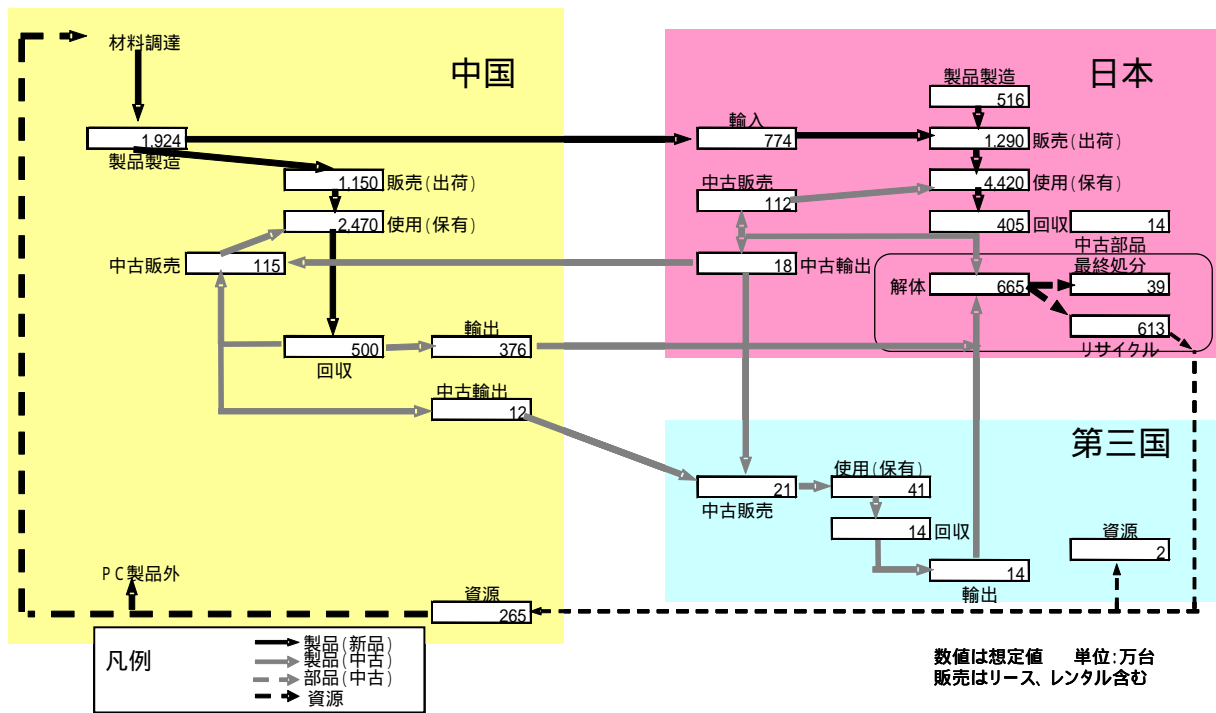 中国
材料調達
1,924
製品製造
1,150 販売(出荷)
2,470 使用(保有)
中古販売 115
500
回収
輸出
376
中古輸出
12
PC製品外
資源
265
日本
製品製造
516
輸入
774
1,290 販売(出荷)
中古販売
112
4,420 使用(保有)
405 回収 14
中古部品
18 中古輸出
解体 665
最終処分
39
613
リサイクル
第三国
21
中古販売
使用(保有)
41
14 回収
14
輸出
資源
2
凡例
製品(新品)
製品(中古)
部品(中古)
資源
数値は想定値 単位:万台
販売はリース、レンタル含む